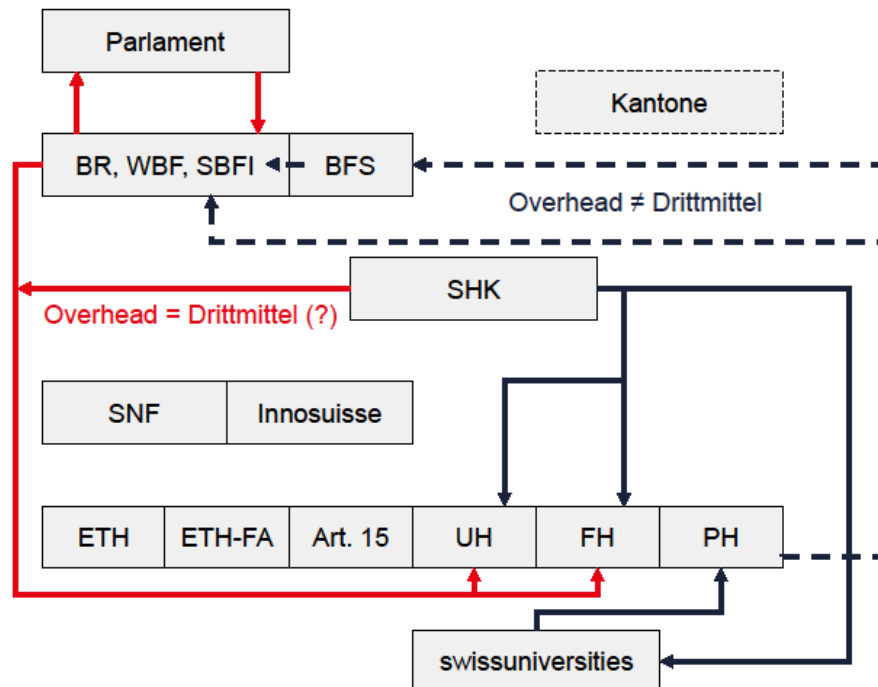 Parlament
Kantone
BR, WBF, SBFI
BFS
Overhead ≠ Drittmittel
SHK
Overhead = Drittmittel (?)
SNF
Innosuisse
ETH
ETH-FA
Art. 15
UH
FH
PH
swissuniversities